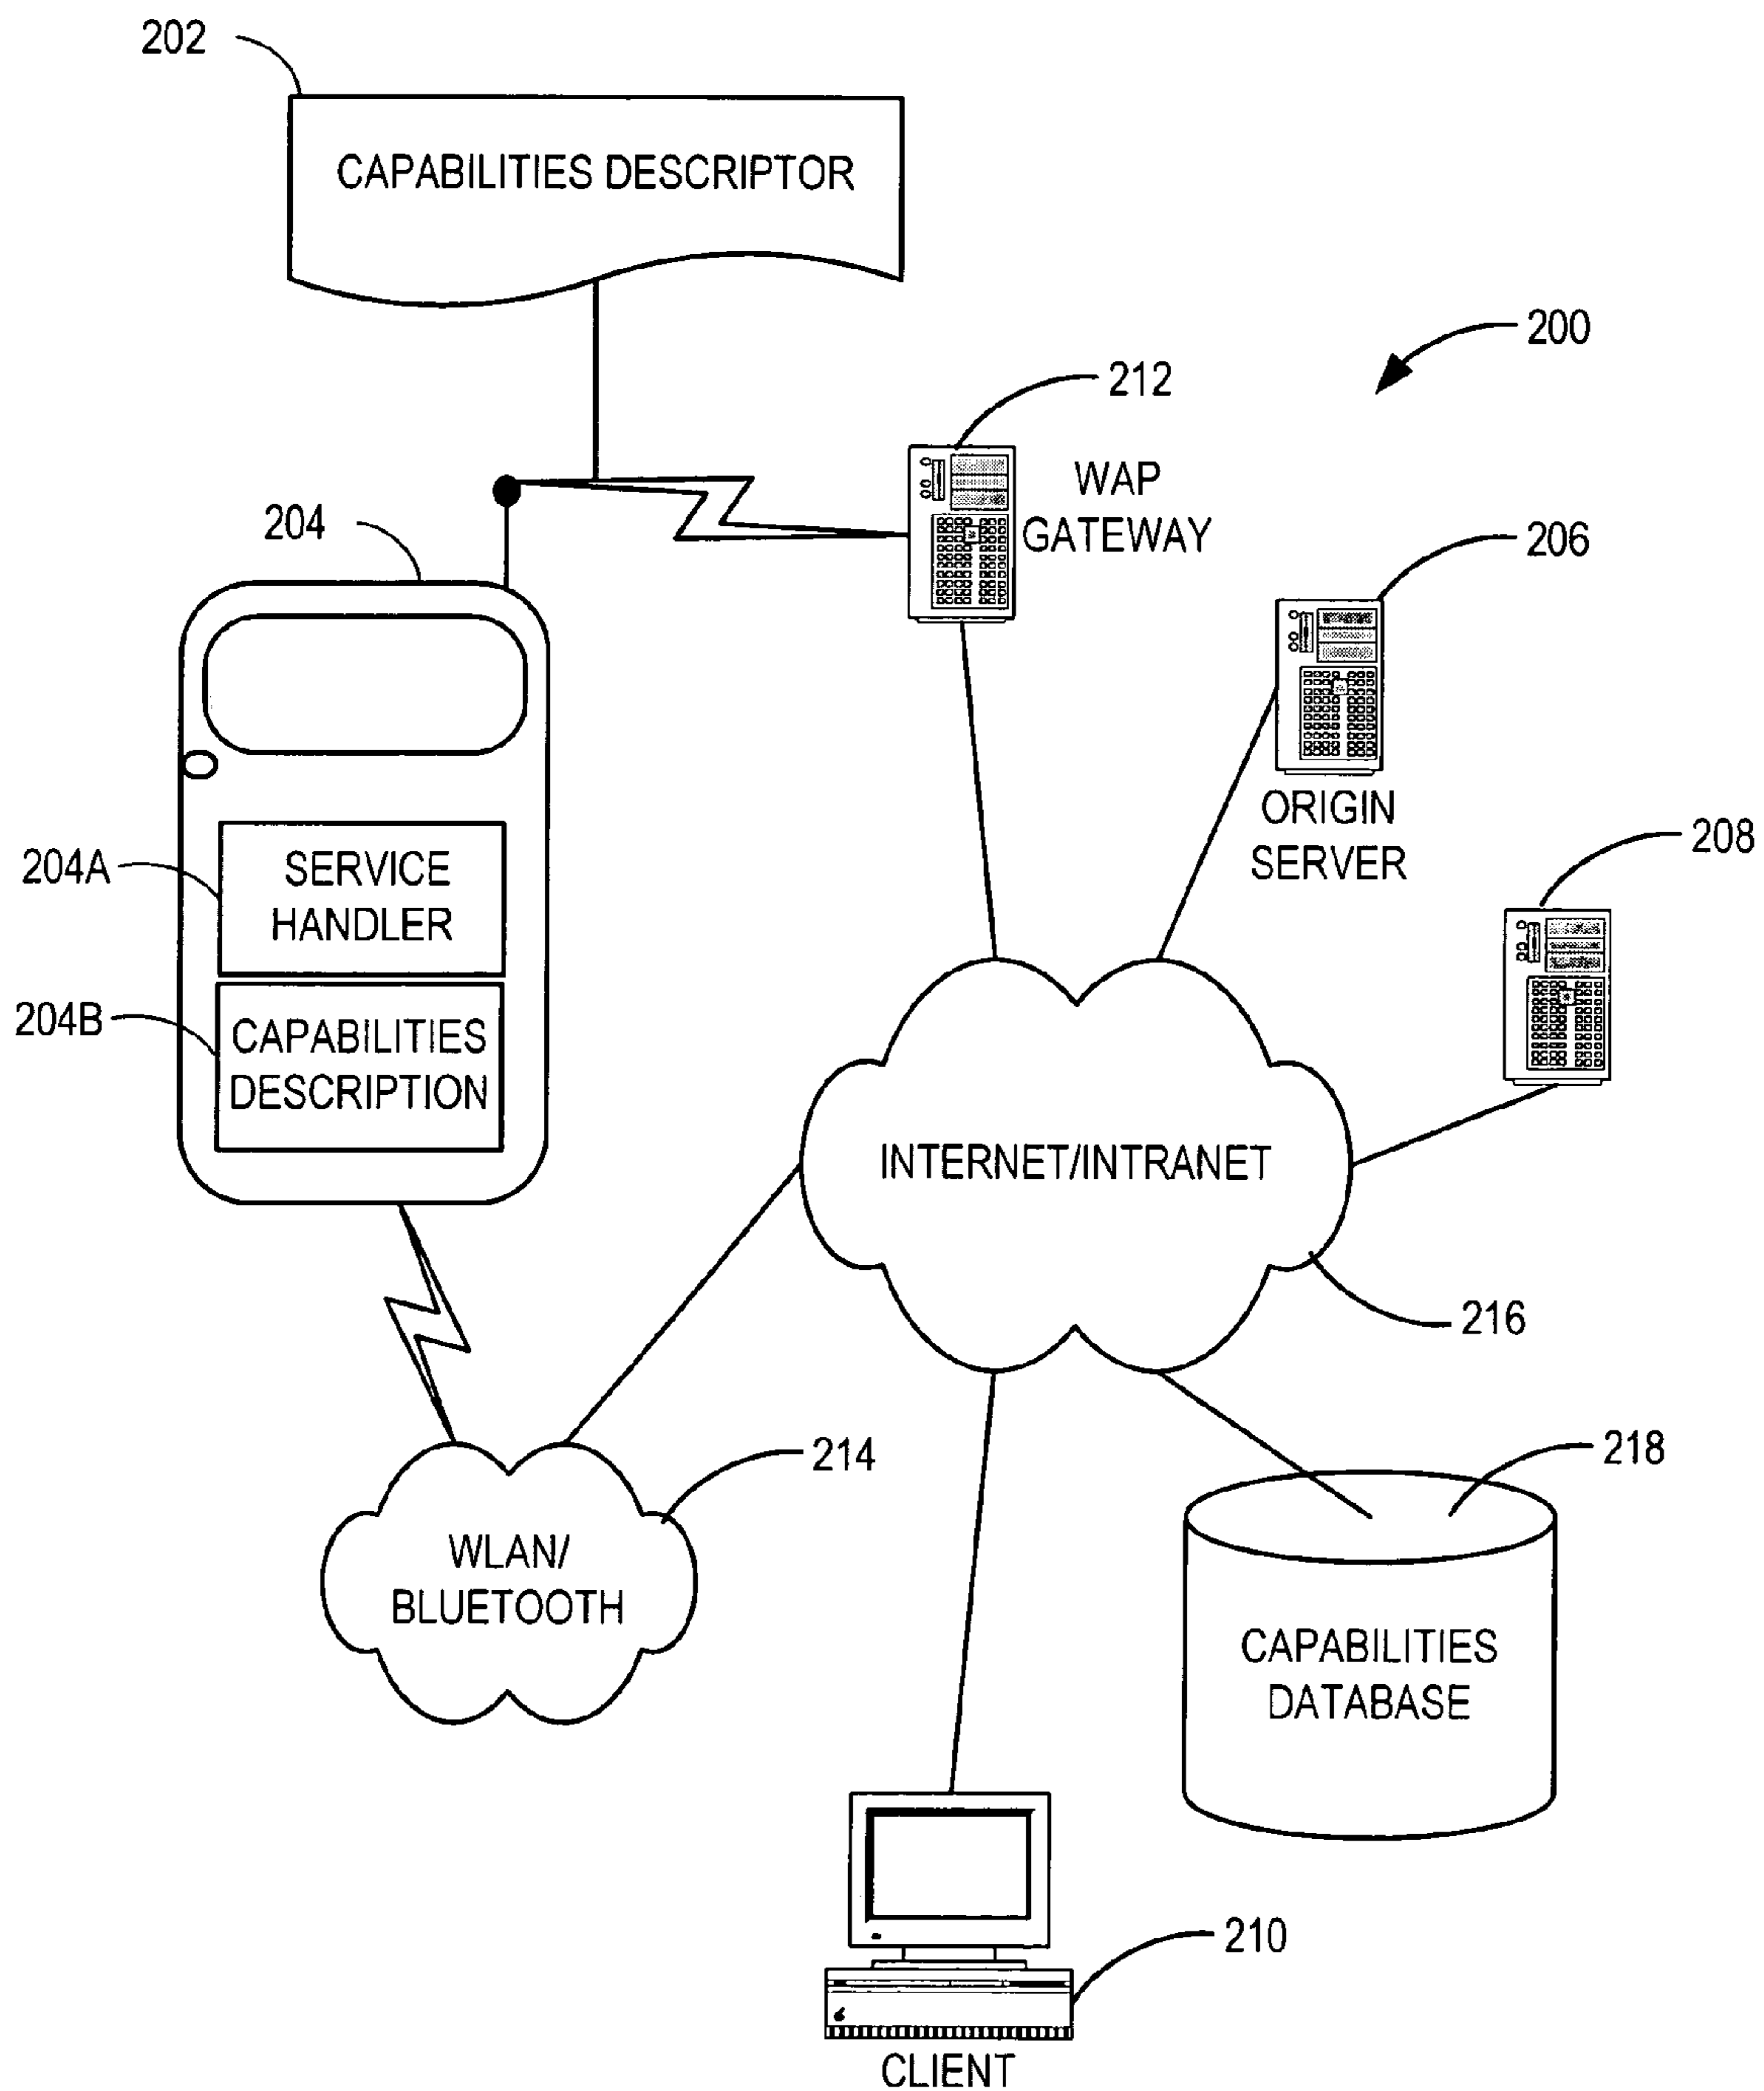 202
CAPABILITIES DESCRIPTOR
200
212
WAP
GATEWAY
204
206
ORIGIN
SERVER
208
204A
SERVICE
HANDLER
204B
CAPABILITIES
DESCRIPTION
INTERNET/INTRANET
216
214
WLAN/
BLUETOOTH
218
CAPABILITIES
DATABASE
210
CLIENT